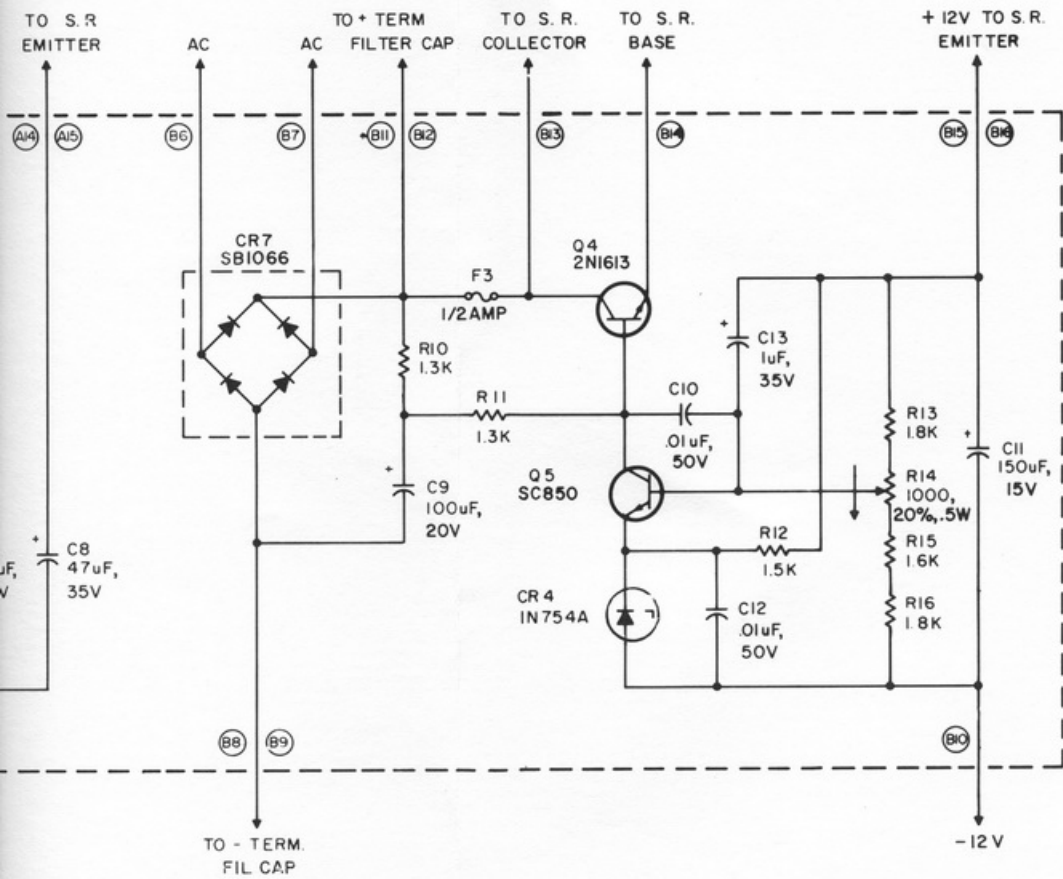 TO S.R
EMITTER
AC
AC
TO + TERM
FILTER CAP
TO S.R.
COLLECTOR
TO S.R.
BASE
+ 12V TO S.R.
EMITTER
A14
A15
B6
B7
+B11
B12
B13
B14
B15
B16
CR7
SB1066
F3
1/2 AMP
Q4
2N1613
R10
1.3K
R11
1.3K
C13
1uF,
35V
C10
.01uF,
50V
R13
1.8K
C11
150uF,
15V
+
+
+
+
C9
100uF,
20V
Q5
SC850
R14
1000,
20%,.5W
R12
1.5K
R15
1.6K
R16
1.8K
uF,
V
C8
47uF,
35V
CR4
1N754A
C12
.01uF,
50V
B8
B9
B10
TO - TERM.
FIL CAP
-12V